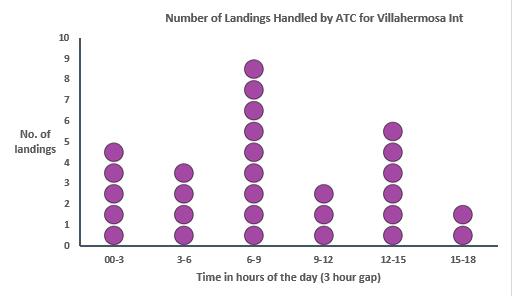 Number of Landings Handled by ATC for Villahermosa Int
10
9
8
7
6
5
4
3
2
1
0
No. of
landings
00-3 3-6 6-9 9-12 12-15 15-18
Time in hours of the day (3 hour gap)